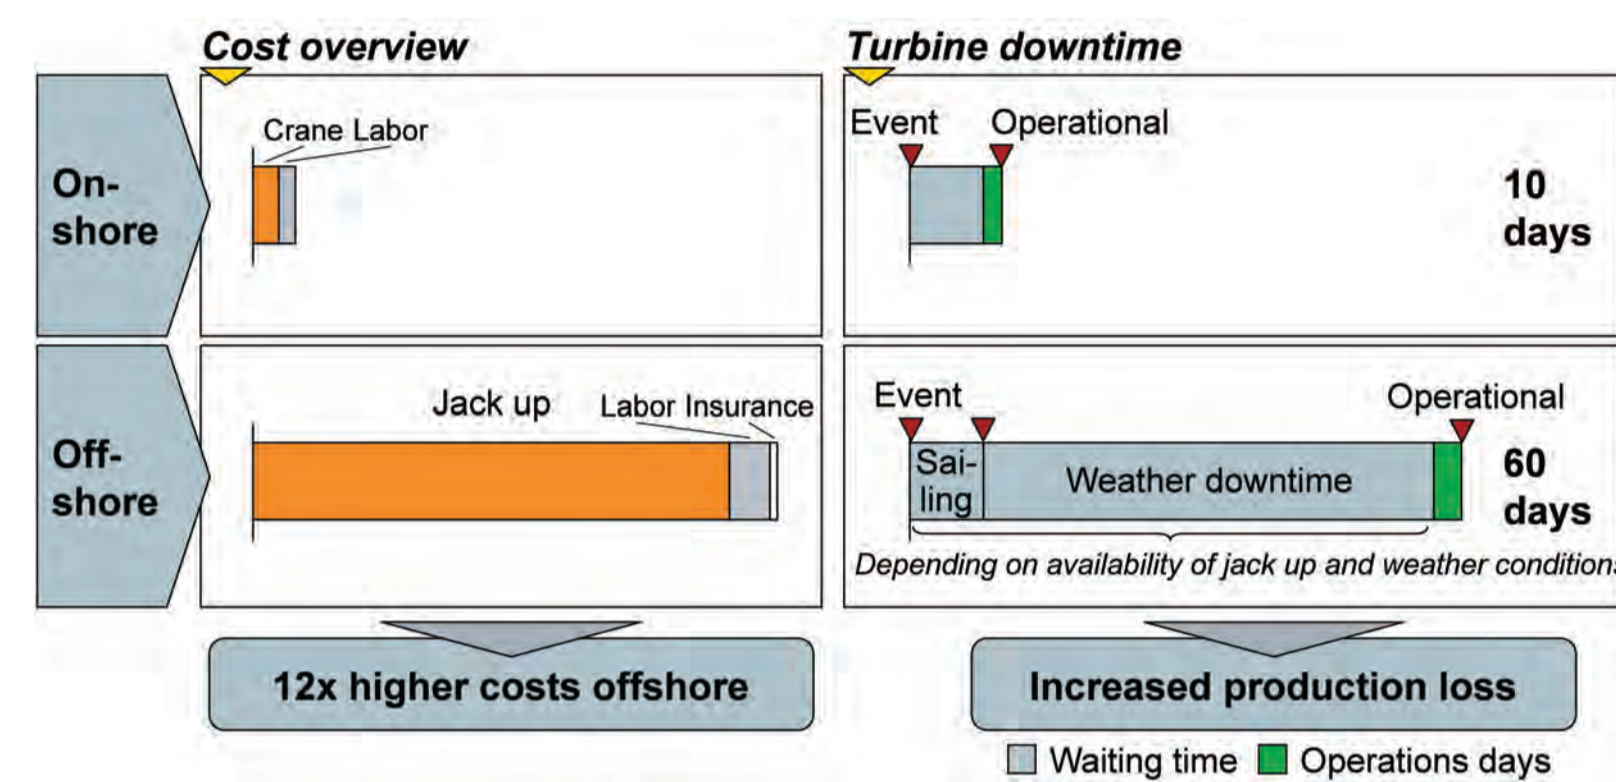 Cost overview
Turbine downtime
On-
shore
Crane Labor
Event
Operational
10
days
Off-
shore
Jack up
Labor Insurance
Event
Operational
Sai-
ling
Weather downtime
60
days
Depending on availability of jack up and weather conditions
12x higher costs offshore
Increased production loss
Waiting time
Operations days